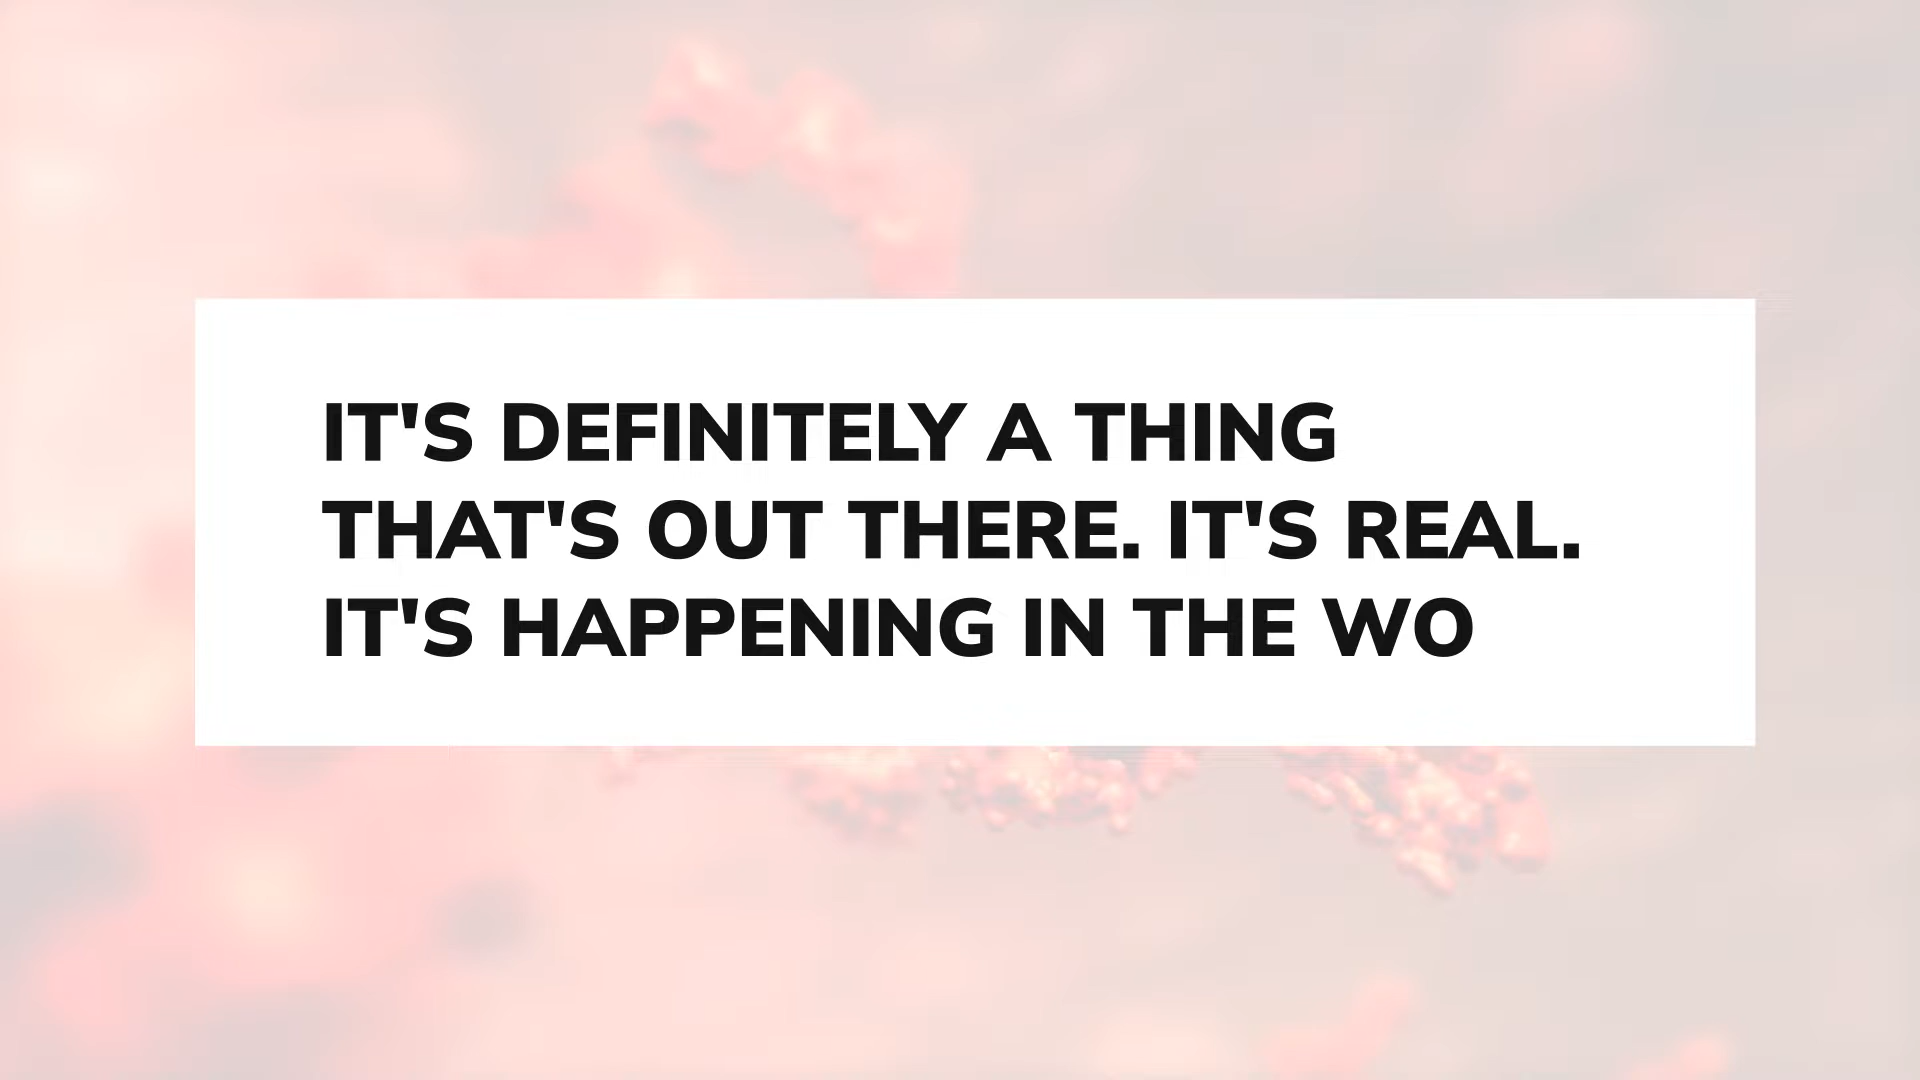 IT'S DEFINITELY A THING
THAT'S OUT THERE. IT'S REAL.
IT'S HAPPENING IN THE WO